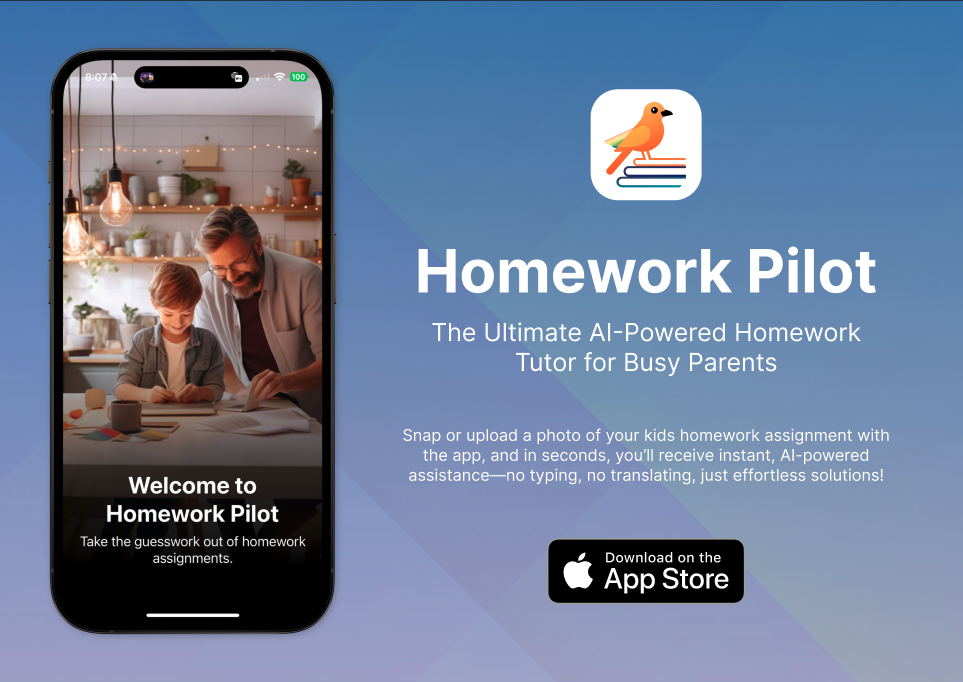 8:07
100
Welcome to
Homework Pilot
Take the guesswork out of homework
assignments.
Homework Pilot
The Ultimate AI-Powered Homework
Tutor for Busy Parents
Snap or upload a photo of your kids homework assignment with
the app, and in seconds, you’ll receive instant, AI-powered
assistance—no typing, no translating, just effortless solutions!
Download on the
App Store